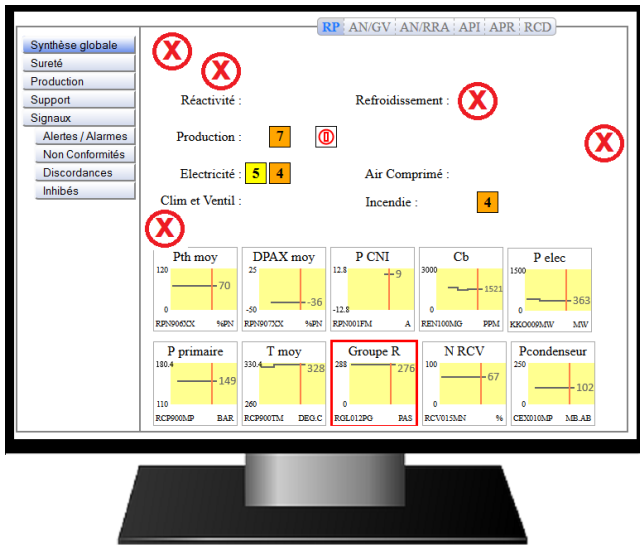 RP AN/GV AN/RRA API APR RCD
Synthèse globale
Sureté
Production
Support
Signaux
Alertes / Alarmes
Non Conformités
Discordances
Inhibés
X
X
Réactivité :
Refroidissement : X
X
Production : 7 0
Electricité : 5 4
Air Comprimé :
Clim et Ventil :
Incendie : 4
X
Pth moy
120
70
0
RPN906XX %PN
DPAX moy
25
-36
-50
RPN907XX %PN
P CNI
12.8
9
-12.8
RPN001FM A
Cb
3000
1521
0
REN100MG PPM
P elec
1500
363
0
KKO009MW MW
P primaire
180.4
149
110
RCP900MP BAR
T moy
330.4
328
260
RCP900TM DEG.C
Groupe R
288
276
0
RGL012PG PAS
N RCV
100
67
0
RCV015MN %
Pcondenseur
250
102
0
CEX010MP MB.AB